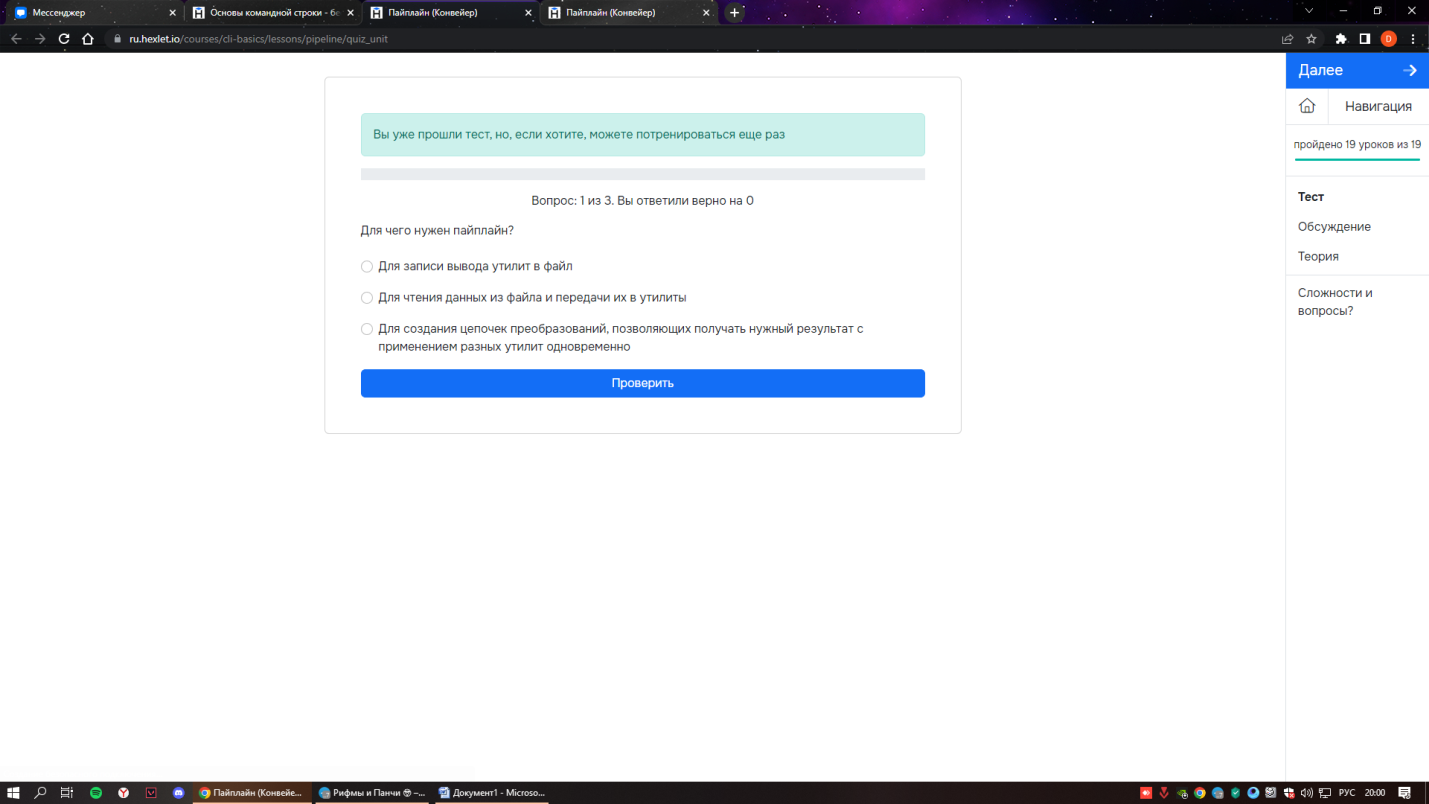 Мессенджер
Основы командной строки - бе
Пайплайн (Конвейер)
Пайплайн (Конвейер)
ru.hexlet.io/courses/cli-basics/lessons/pipeline/quiz_unit
D
Далее
Навигация
пройдено 19 уроков из 19
Тест
Обсуждение
Теория
Сложности и
вопросы?
Вы уже прошли тест, но, если хотите, можете потренироваться еще раз
Вопрос: 1 из 3. Вы ответили верно на 0
Для чего нужен пайплайн?
Для записи вывода утилит в файл
Для чтения данных из файла и передачи их в утилиты
Для создания цепочек преобразований, позволяющих получать нужный результат с
применением разных утилит одновременно
Проверить
Пайплайн (Конвейе...
Рифмы и Панчи 😎 –...
Документ1 - Microso...
РУС
20:00